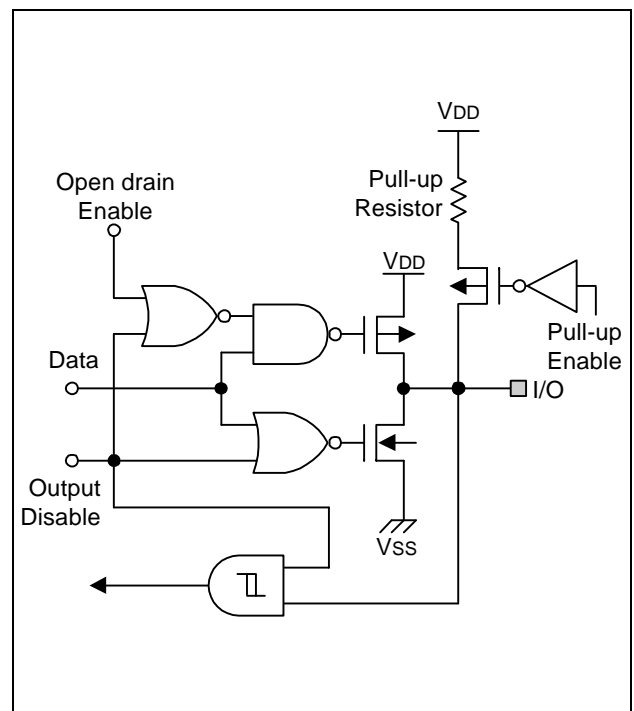 VDD
Open drain
Enable
Pull-up
Resistor
VDD
Pull-up
Enable
Data
I/O
Output
Disable
VSS